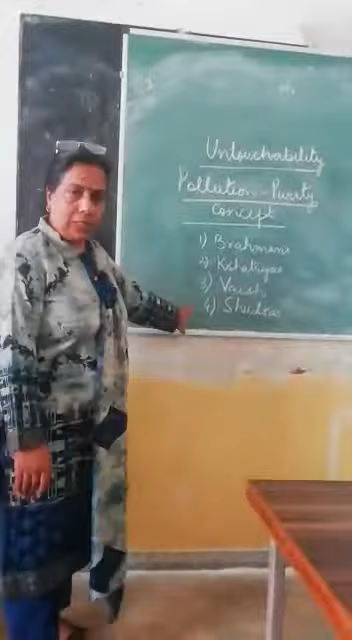 Untouchability
Pollution-Purity
Concept
1) Brahmans
2) Kshatriyas
3) Vaish
4) Shudras